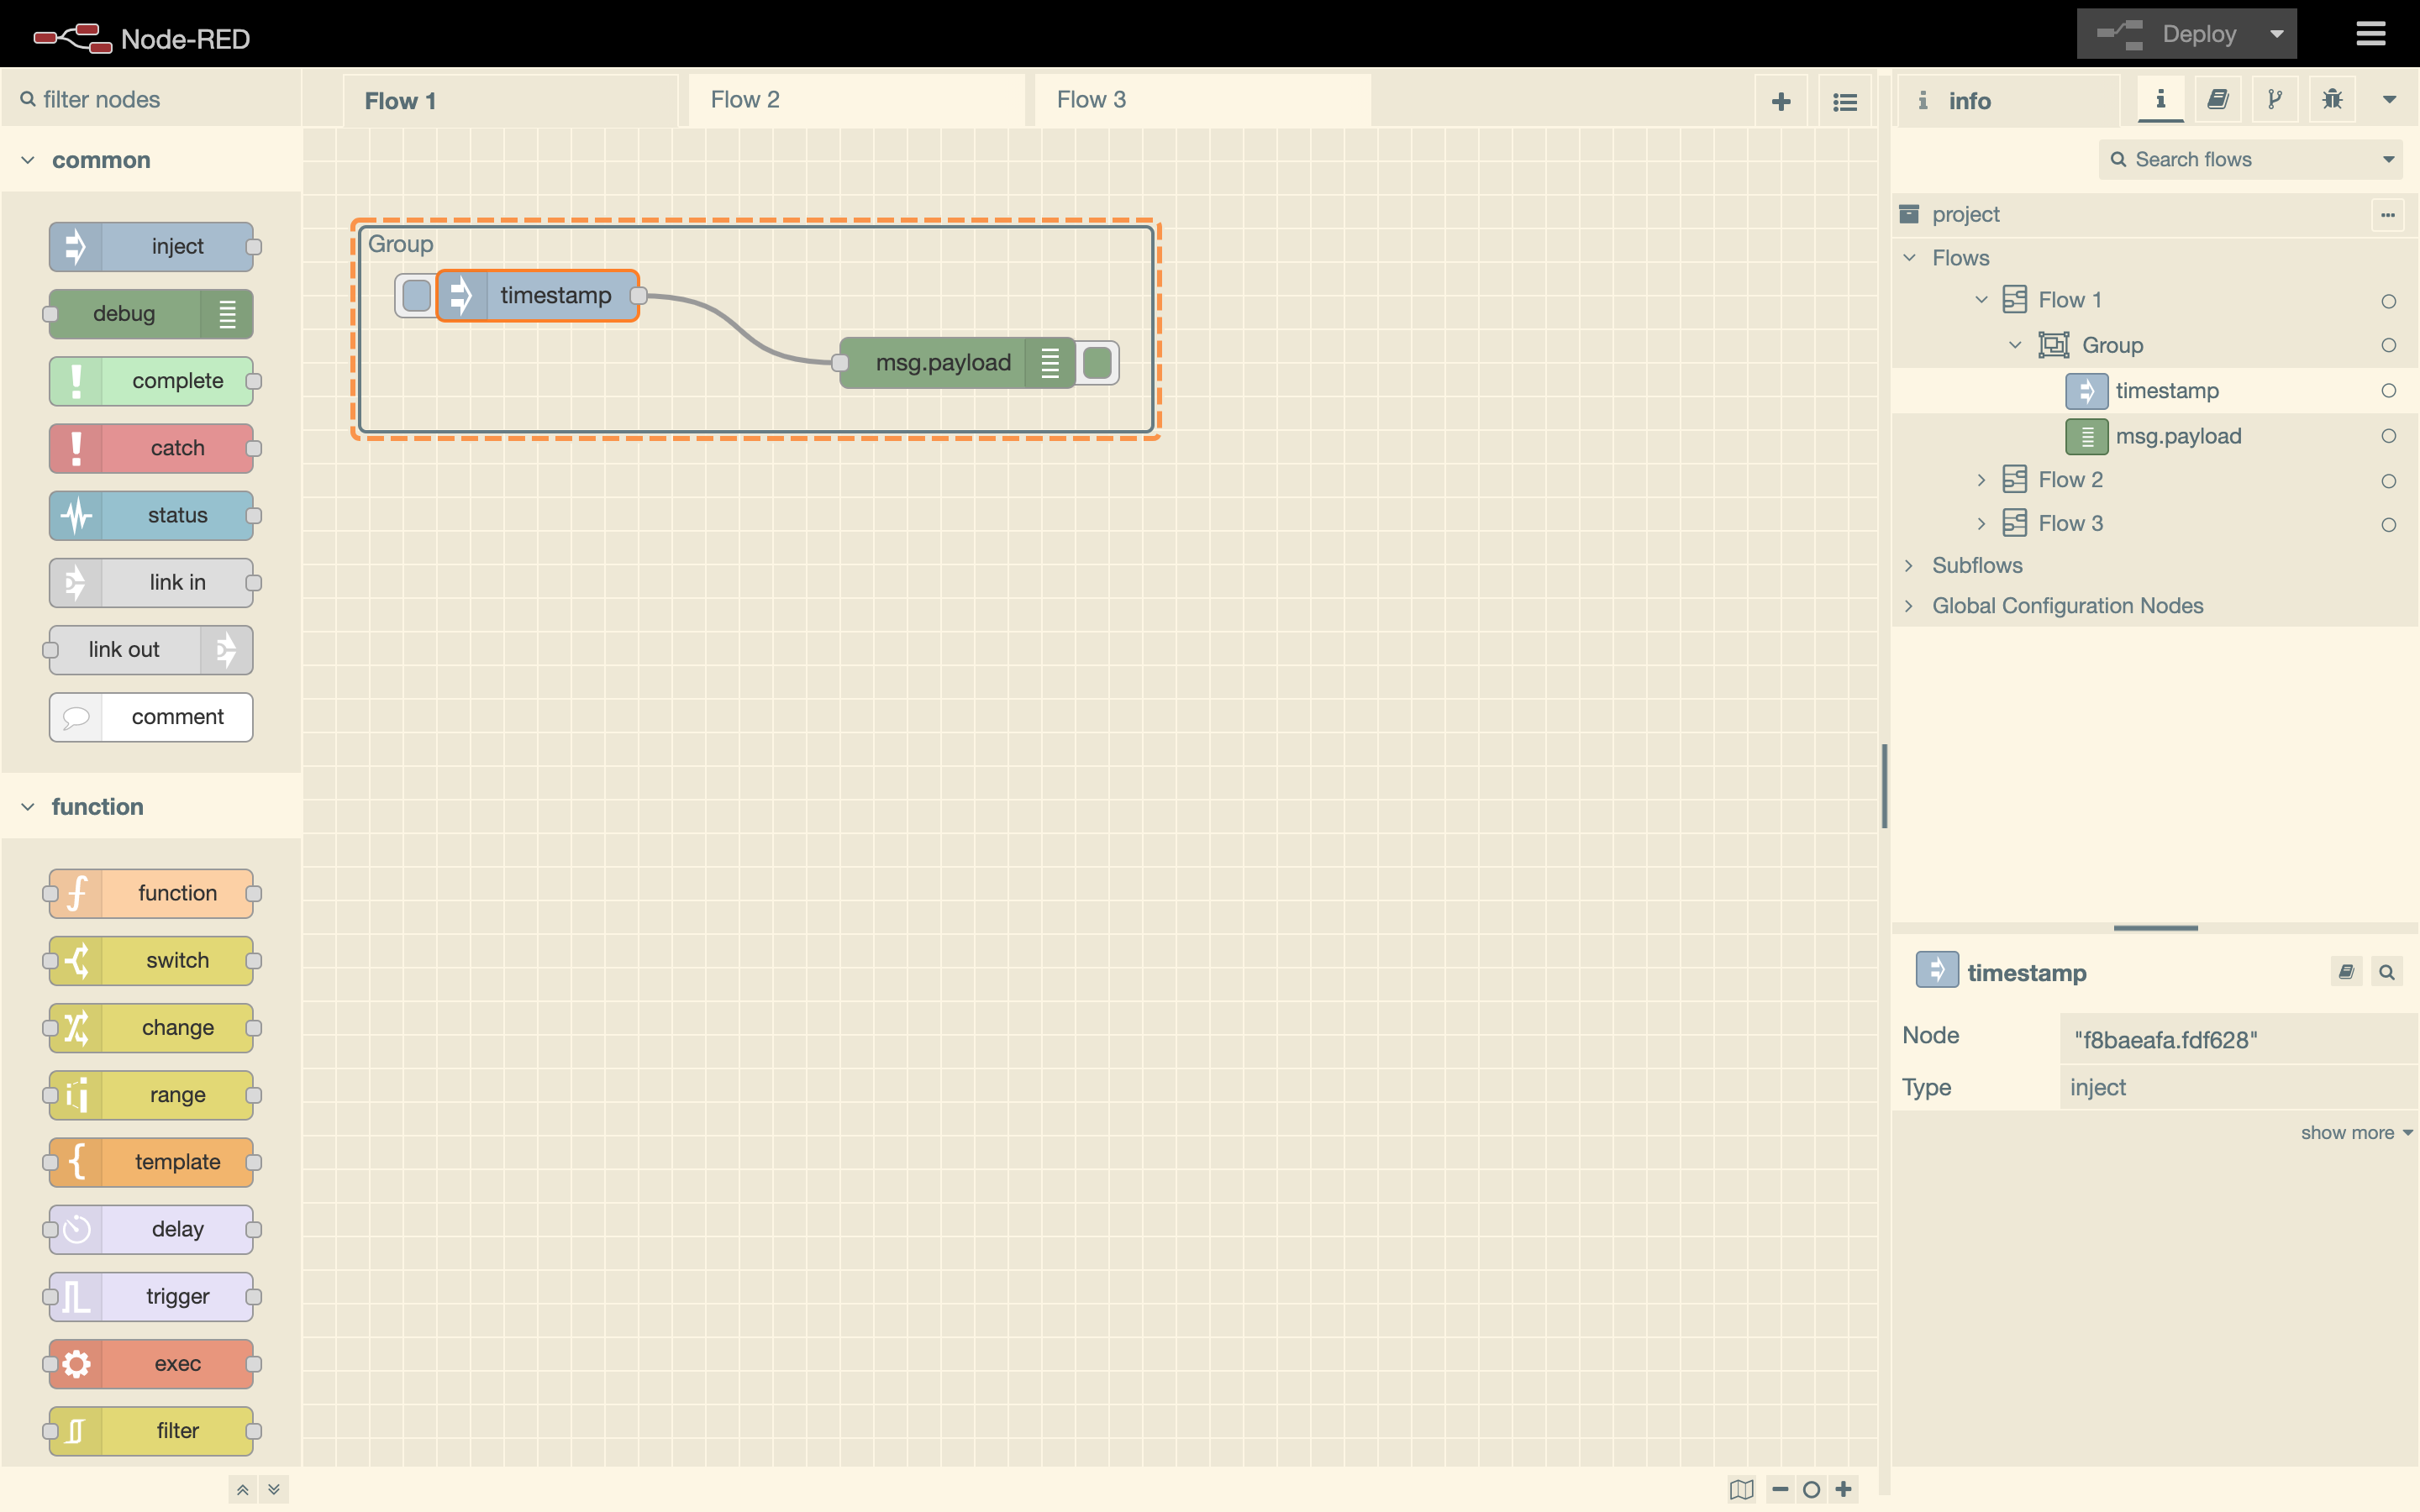 Node-RED
Deploy
filter nodes
common
inject
debug
complete
catch
status
link in
link out
comment
function
function
switch
change
range
template
delay
trigger
exec
filter
Flow 1
Flow 2
Flow 3
Group
timestamp
msg.payload
info
Search flows
project
Flows
Flow 1
Group
timestamp
msg.payload
Flow 2
Flow 3
Subflows
Global Configuration Nodes
timestamp
Node "f8baeafa.fdf628"
Type inject
show more